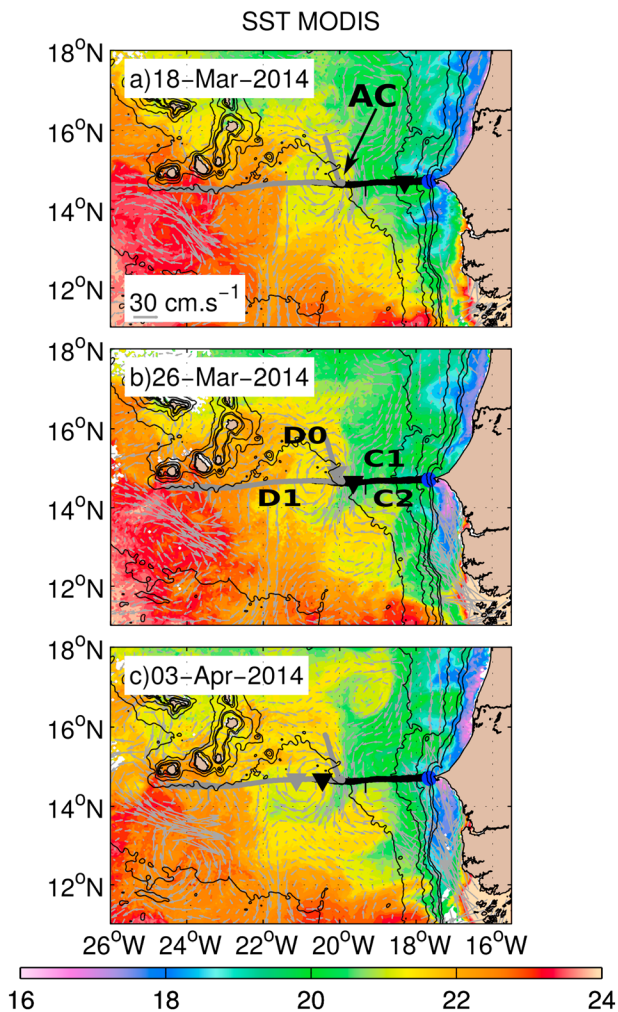 SST MODIS
18°N
a)18−Mar−2014
AC
16°N
14°N
12°N
30 cm.s⁻¹
18°N
b)26−Mar−2014
16°N
D0
C1
D1
C2
14°N
12°N
18°N
c)03−Apr−2014
16°N
14°N
12°N
26°W 24°W 22°W 20°W 18°W 16°W
16 18 20 22 24